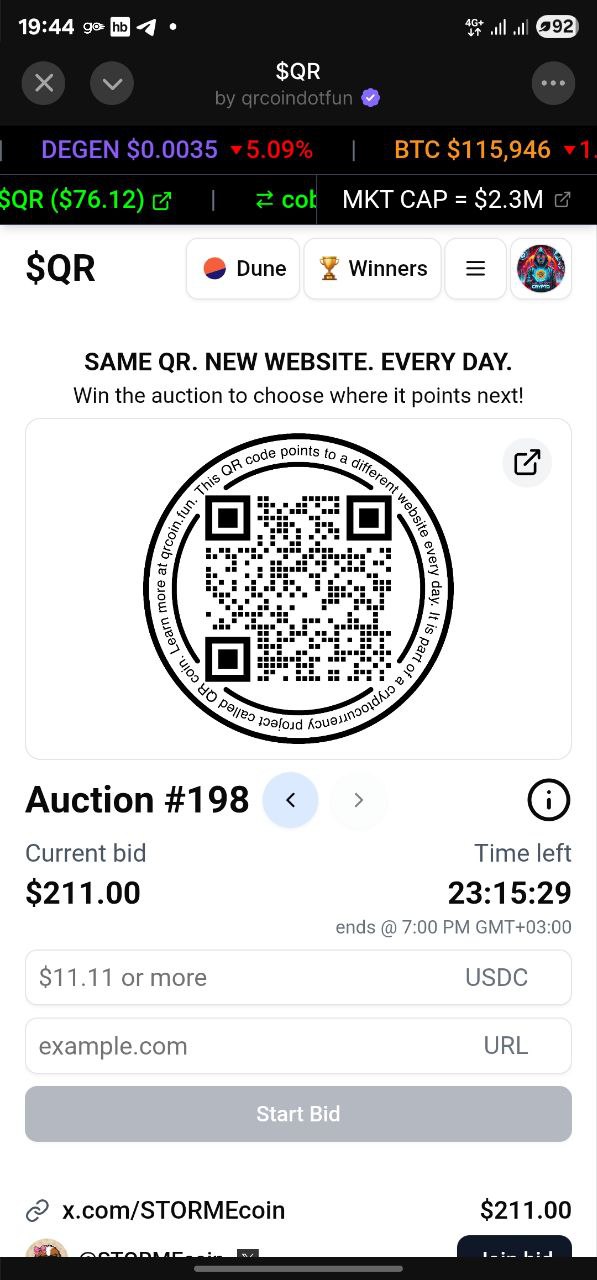 19:44 hb 4G+ 92
$QR
by qrcoindotfun
| DEGEN $0.0035 ▾5.09% | BTC $115,946 ▾1.
$QR ($76.12) | ⇄ cob MKT CAP = $2.3M
$QR Dune Winners
SAME QR. NEW WEBSITE. EVERY DAY.
Win the auction to choose where it points next!
This QR code points to a different website every day. It is part of a cryptocurrency project called QR coin. Learn more at qrcoin.fun.
CRYPTO
Auction #198
Current bid Time left
$211.00 23:15:29
ends @ 7:00 PM GMT+03:00
$11.11 or more USDC
example.com URL
Start Bid
x.com/STORMEcoin $211.00
@STORMEcoin Join bid